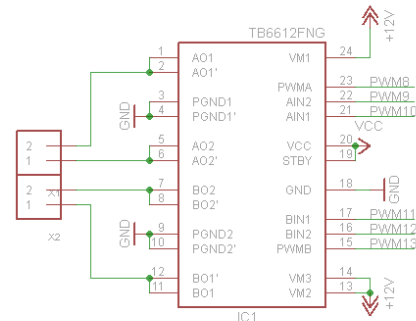 TB6612FNG
+12V
1 AO1 VM1 24
2 AO1'
PWMA 23 PWM8
3 PGND1 AIN2 22 PWM9
4 PGND1' AIN1 21 PWM10
GND
VCC
5 AO2 VCC 20
6 AO2' STBY 19
2
1
7 BO2 GND 18 GND
8 BO2'
2 X1
1
BIN1 17 PWM11
9 PGND2 BIN2 16 PWM12
10 PGND2' PWMB 15 PWM13
GND
X2
12 BO1' VM3 14
11 BO1 VM2 13
+12V
IC1